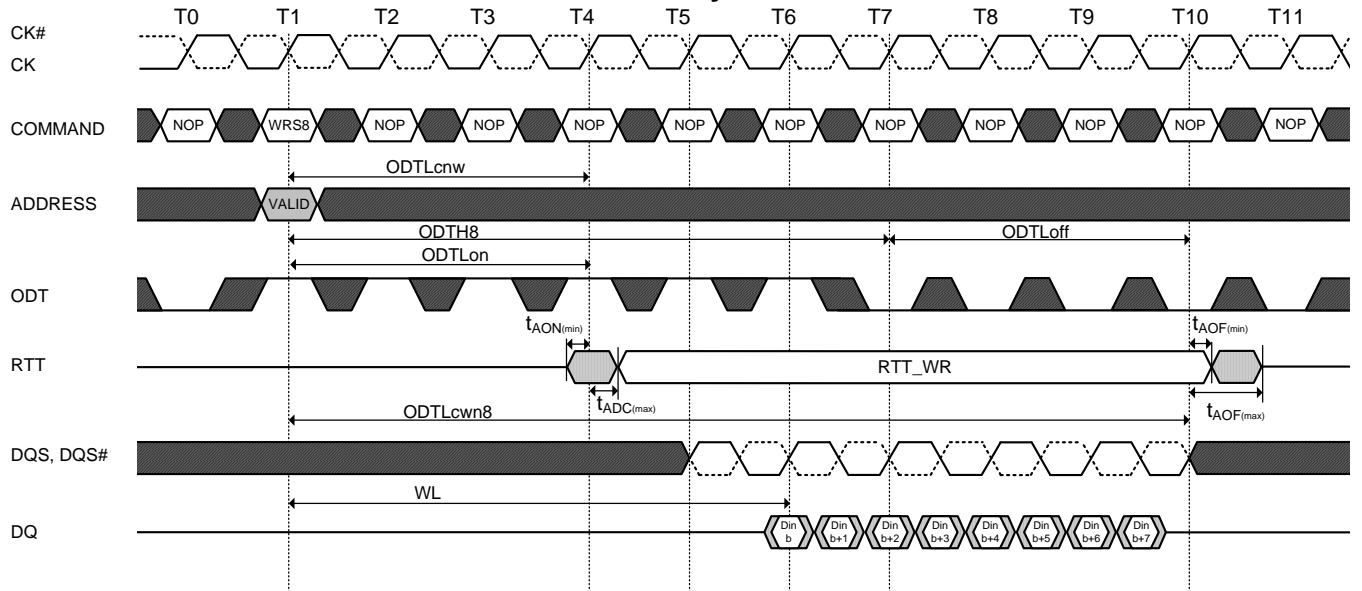 T0 T1 T2 T3 T4 T5 T6 T7 T8 T9 T10 T11
CK#
CK
COMMAND NOP WRS8 NOP NOP NOP NOP NOP NOP NOP NOP NOP NOP
ODTLcnw
ADDRESS VALID
ODTH8 ODTLoff
ODTLon
ODT
tAON(min) tAOF(min)
RTT RTT_WR
tADC(max) tAOF(max)
ODTLcwn8
DQS, DQS#
WL
DQ Din b Din b+1 Din b+2 Din b+3 Din b+4 Din b+5 Din b+6 Din b+7